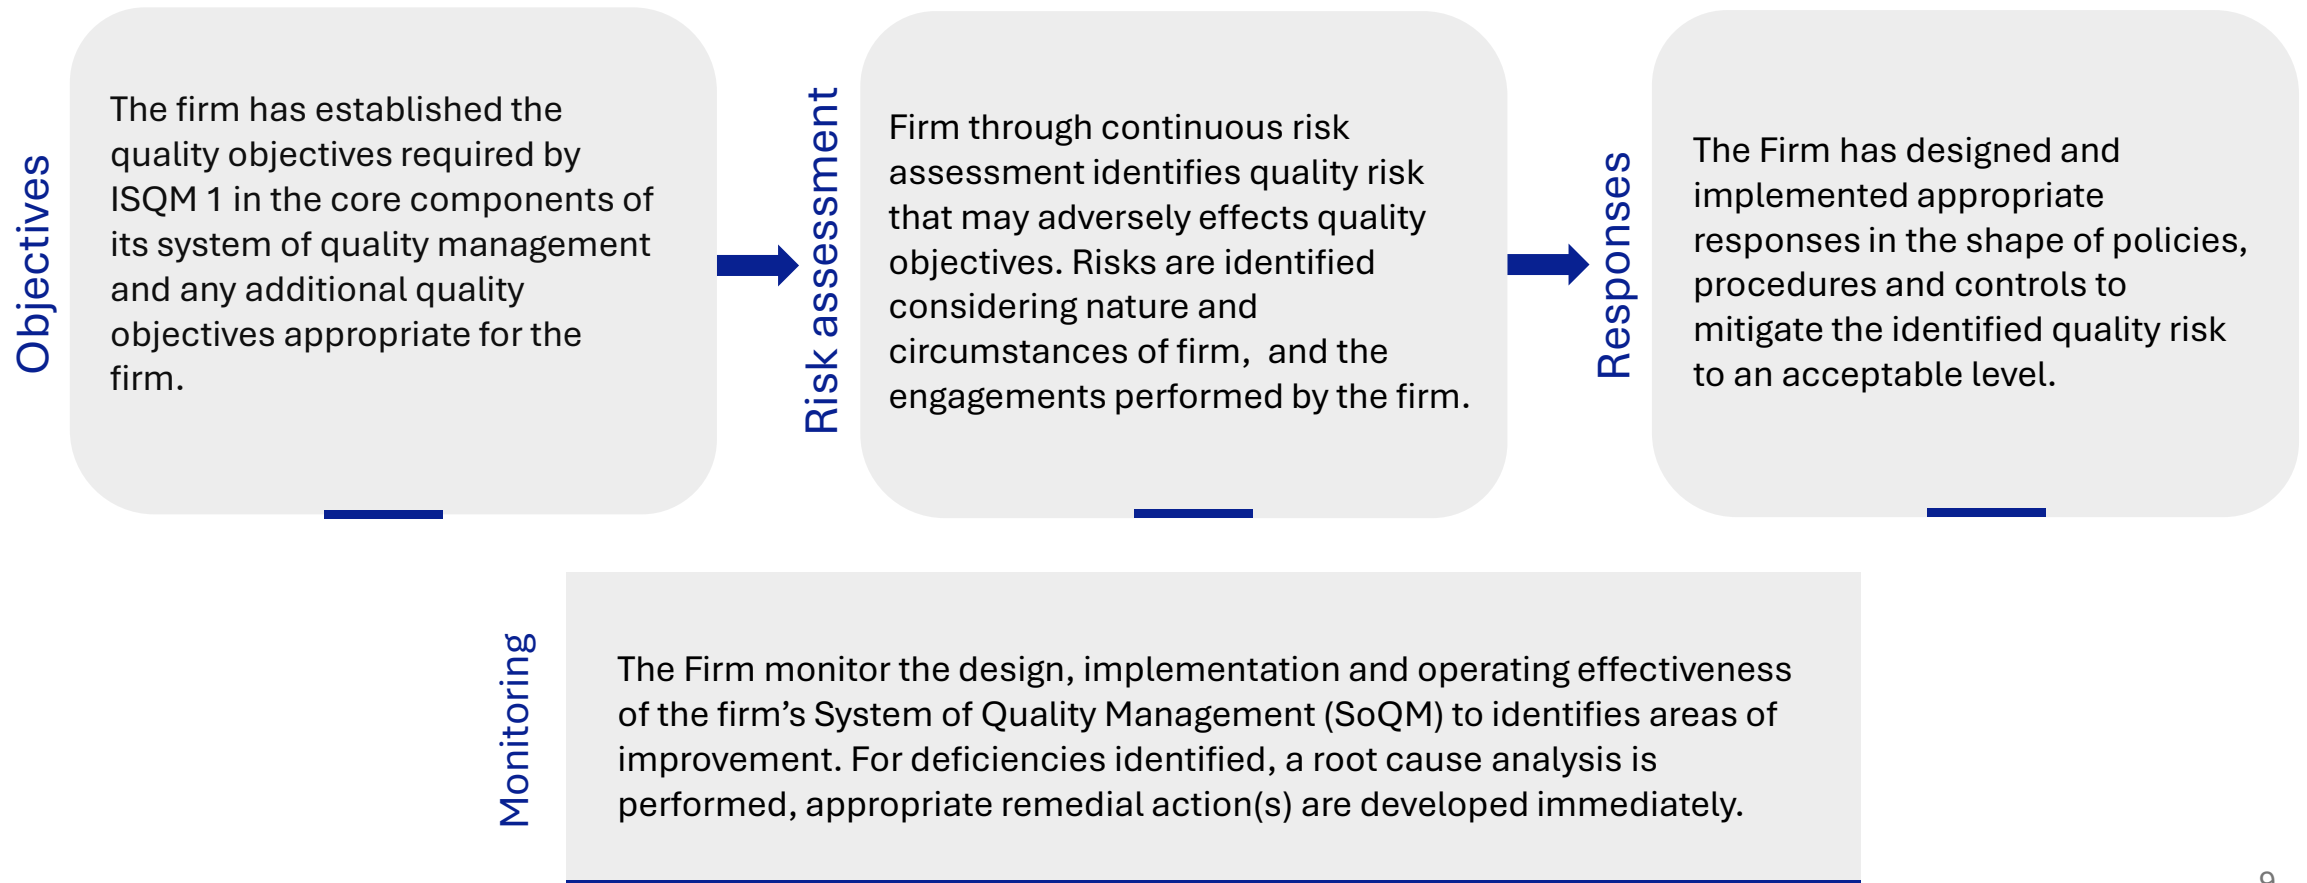 Objectives
The firm has established the
quality objectives required by
ISQM 1 in the core components of
its system of quality management
and any additional quality
objectives appropriate for the
firm.
Risk assessment
Firm through continuous risk
assessment identifies quality risk
that may adversely effects quality
objectives. Risks are identified
considering nature and
circumstances of firm,  and the
engagements performed by the firm.
Responses
The Firm has designed and
implemented appropriate
responses in the shape of policies,
procedures and controls to
mitigate the identified quality risk
to an acceptable level.
Monitoring
The Firm monitor the design, implementation and operating effectiveness
of the firm’s System of Quality Management (SoQM) to identifies areas of
improvement. For deficiencies identified, a root cause analysis is
performed, appropriate remedial action(s) are developed immediately.
9